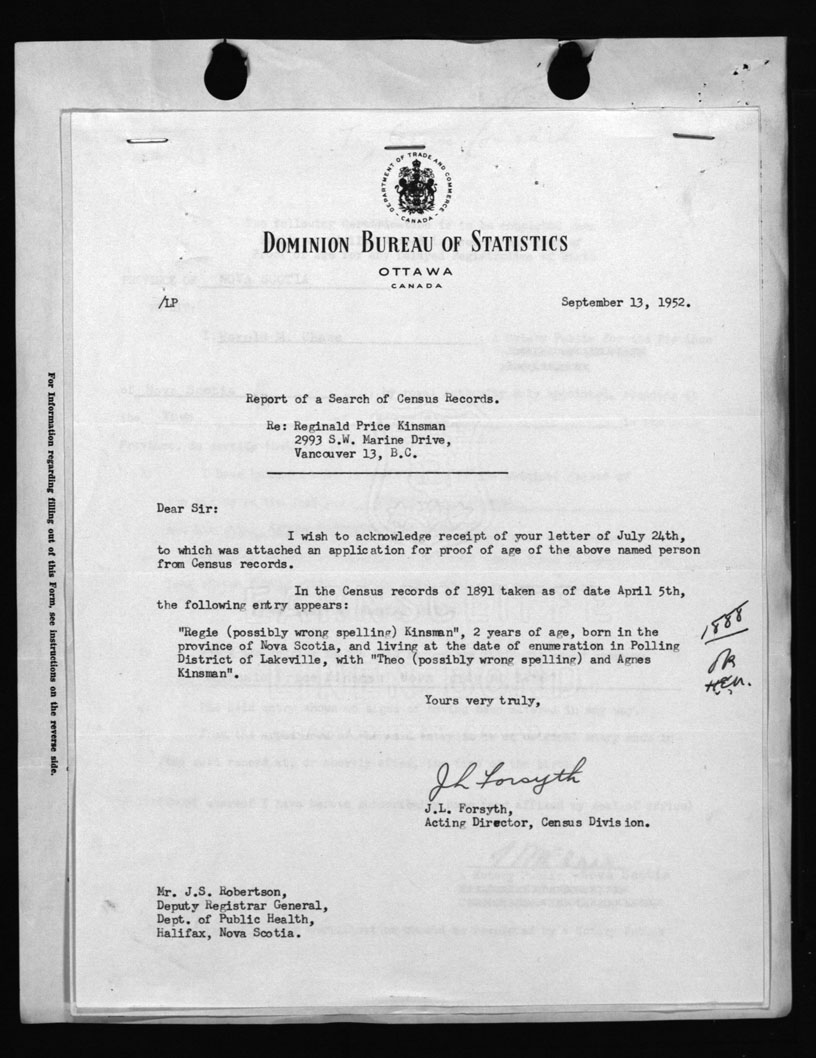 DEPARTMENT OF TRADE AND COMMERCE
CANADA
DOMINION BUREAU OF STATISTICS
OTTAWA
CANADA
/LP
September 13, 1952.
Report of a Search of Census Records.
Re: Reginald Price Kinsman
2993 S.W. Marine Drive,
Vancouver 13, B.C.
Dear Sir:
I wish to acknowledge receipt of your letter of July 24th,
to which was attached an application for proof of age of the above named person
from Census records.
In the Census records of 1891 taken as of date April 5th,
the following entry appears:
"Regie (possibly wrong spelling) Kinsman", 2 years of age, born in the
province of Nova Scotia, and living at the date of enumeration in Polling
District of Lakeville, with "Theo (possibly wrong spelling) and Agnes
Kinsman".
1888
OK
Yours very truly,
J L Forsyth
J.L. Forsyth,
Acting Director, Census Division.
Mr. J.S. Robertson,
Deputy Registrar General,
Dept. of Public Health,
Halifax, Nova Scotia.
For Information regarding filling out of this Form, see instructions on the reverse side.
PROVINCE OF NOVA SCOTIA